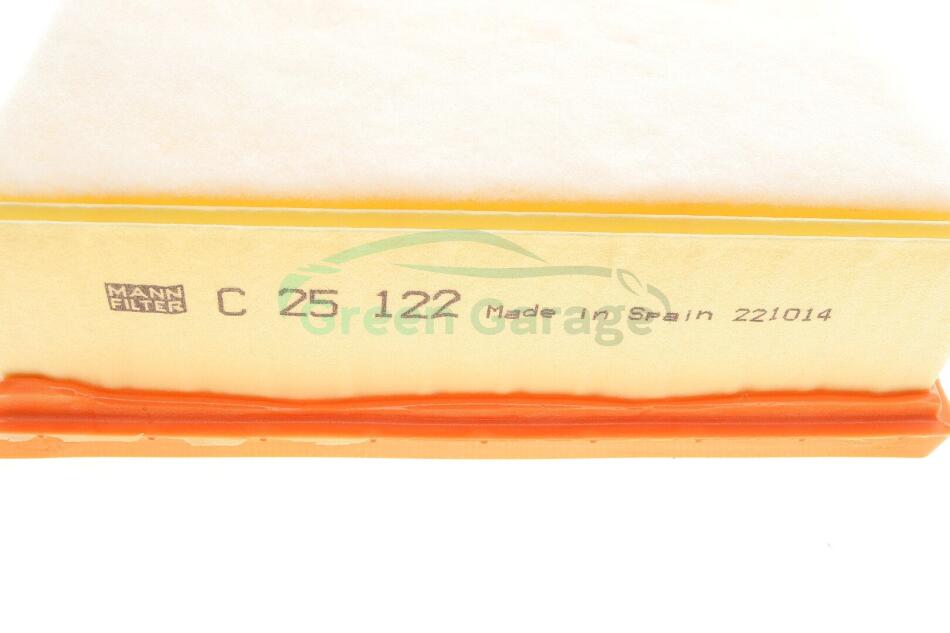 MANN
FILTER
C 25 122 Made in Spain 221014
Green Garage